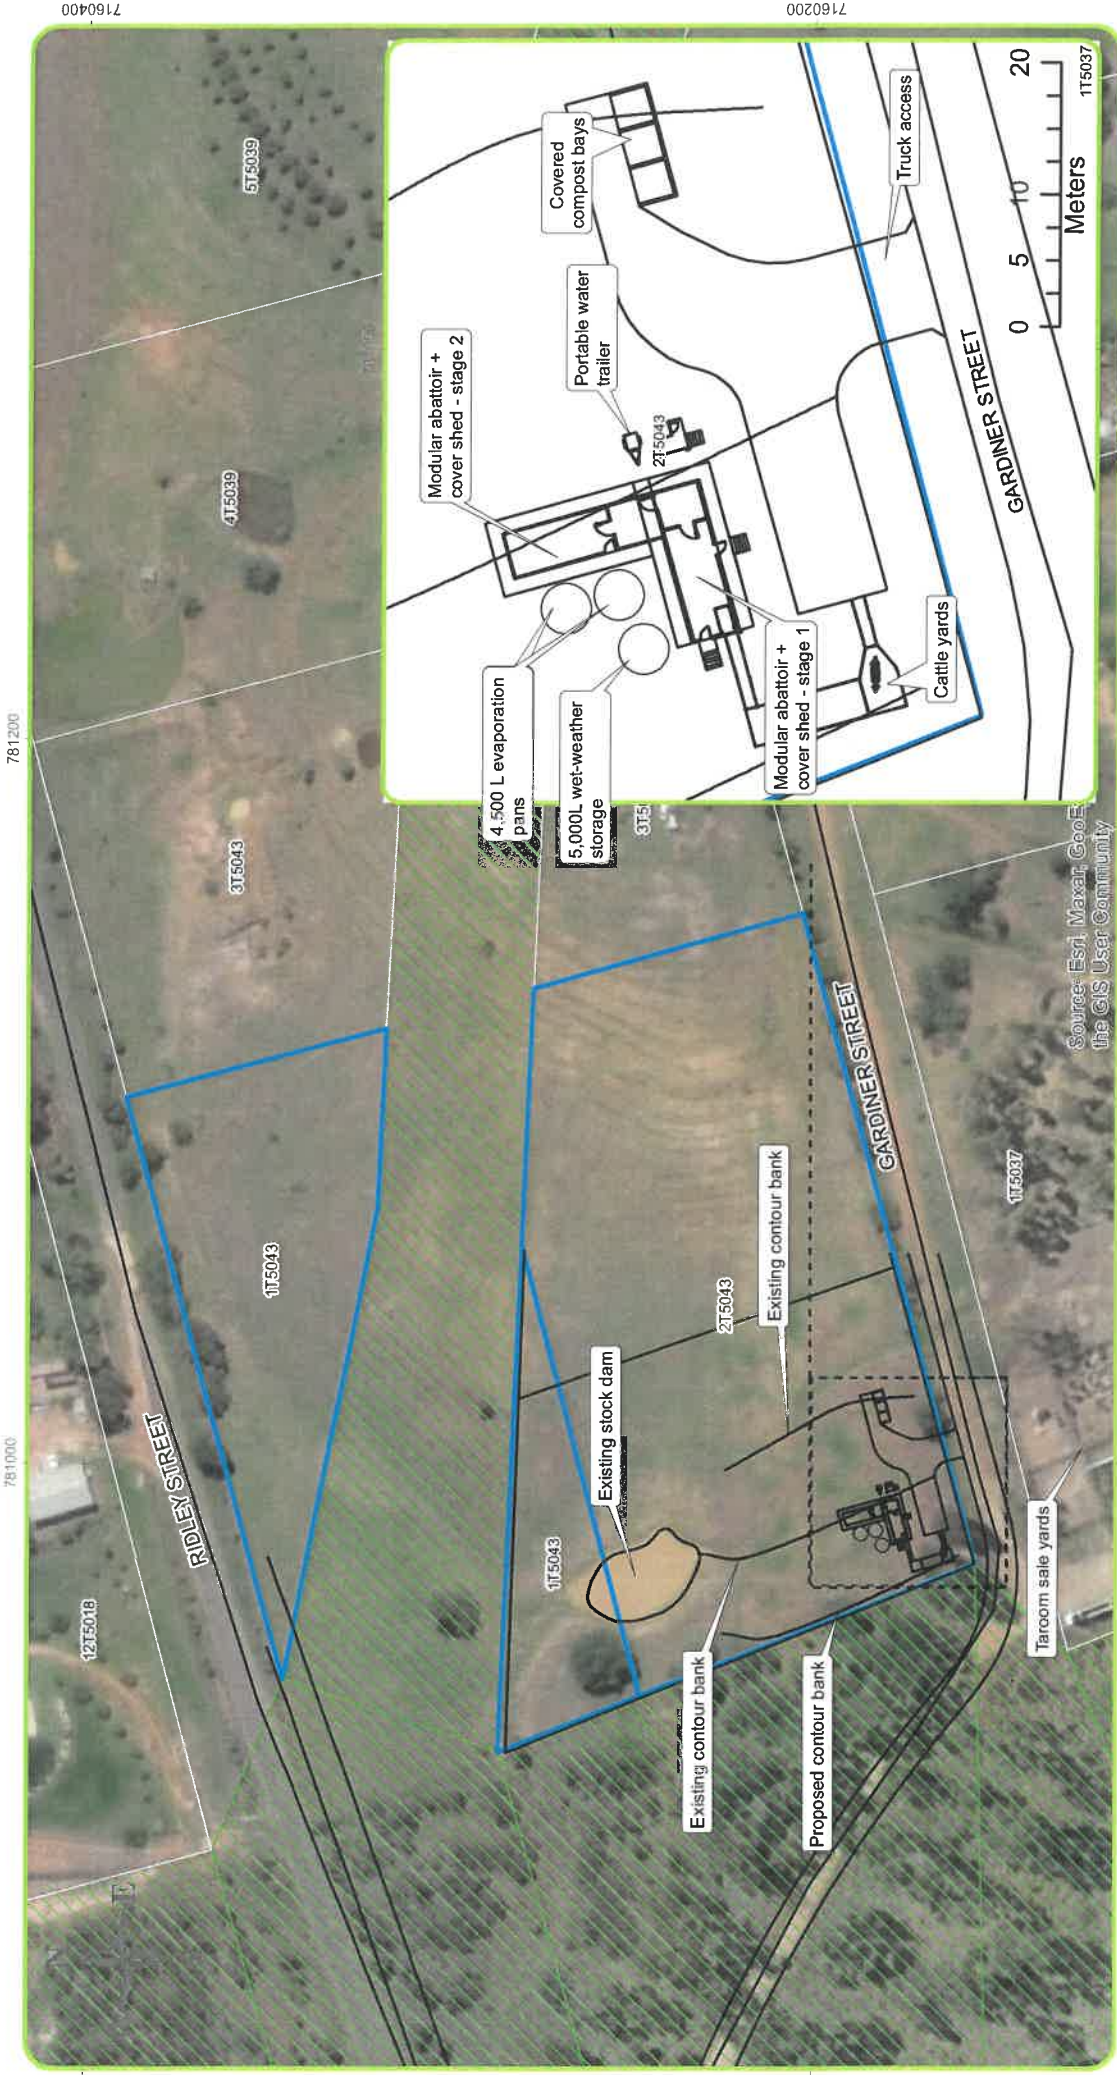 7160400
7160200
781200
781000
5T5039
4T5039
3T5043
1T5043
12T5018
RIDLEY STREET
1T5043
2T5043
Existing stock dam
Existing contour bank
Existing contour bank
Proposed contour bank
Taroom sale yards
GARDINER STREET
1T5037
Source: Esri, Maxar, GeoE
the GIS User Community
4,500 L evaporation
pans
5,000L wet-weather
storage
Modular abattoir +
cover shed - stage 2
Modular abattoir +
cover shed - stage 1
Portable water
trailer
Covered
compost bays
2T5043
Cattle yards
Truck access
GARDINER STREET
0 5 10 20
Meters
1T5037